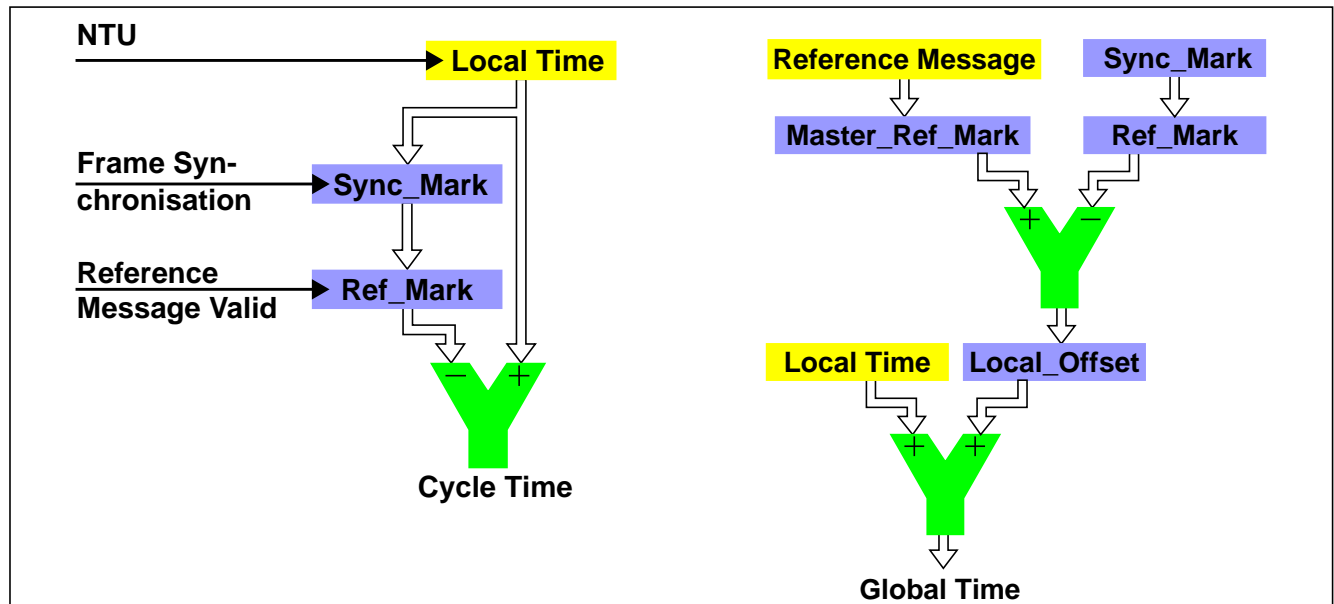 NTU
Local Time
Frame Syn-
chronisation
Sync_Mark
Reference
Message Valid
Ref_Mark
− +
Cycle Time
Reference Message
Sync_Mark
Master_Ref_Mark
Ref_Mark
+ −
Local Time
Local_Offset
+ +
Global Time